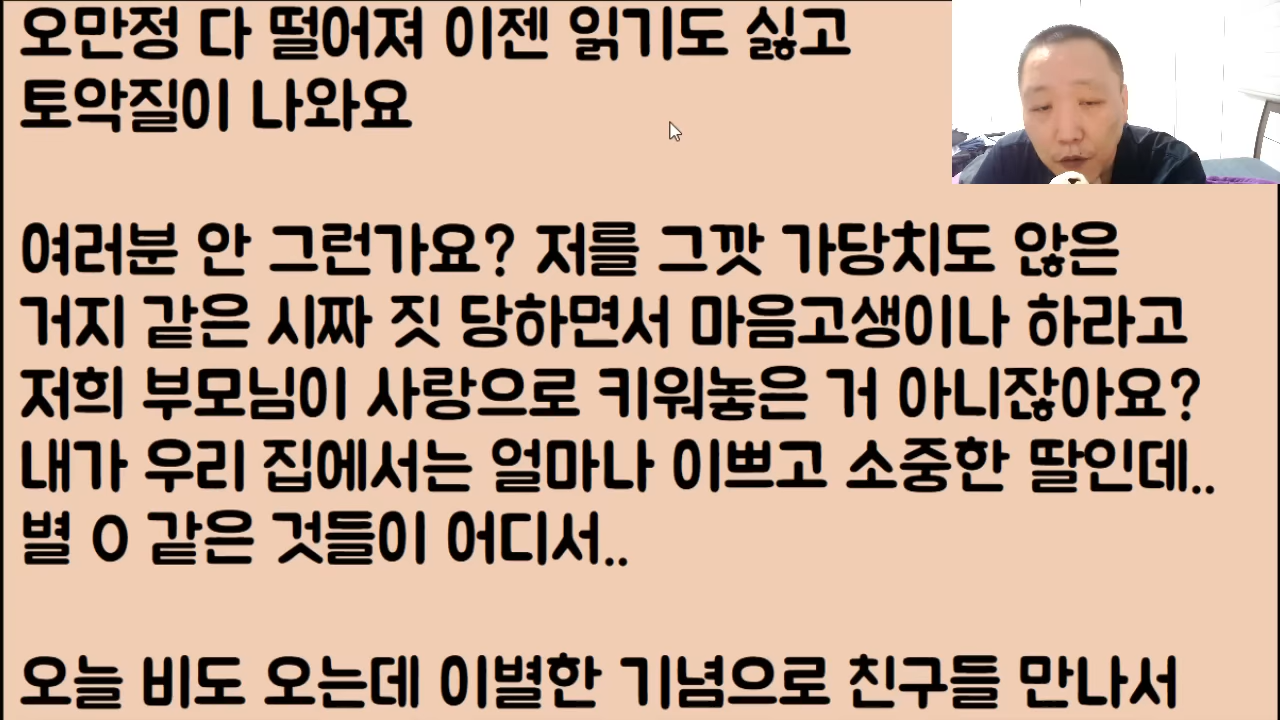 오만정 다 떨어져 이젠 읽기도 싫고
토악질이 나와요
여러분 안 그런가요? 저를 그깟 가당치도 않은
거지 같은 시짜 짓 당하면서 마음고생이나 하라고
저희 부모님이 사랑으로 키워놓은 거 아니잖아요?
내가 우리 집에서는 얼마나 이쁘고 소중한 딸인데..
별 ㅇ 같은 것들이 어디서..
오늘 비도 오는데 이별한 기념으로 친구들 만나서